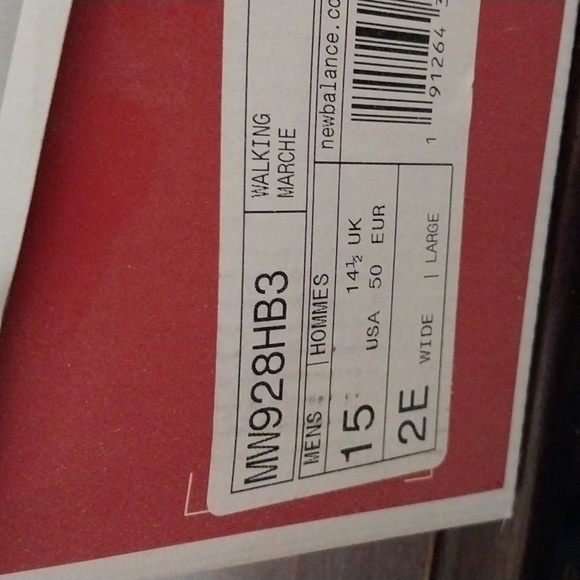 MW928HB3
WALKING
MARCHE
MENS | HOMMES
newbalance.co
15
14½ UK
USA 50 EUR
2E WIDE | LARGE
1 91264